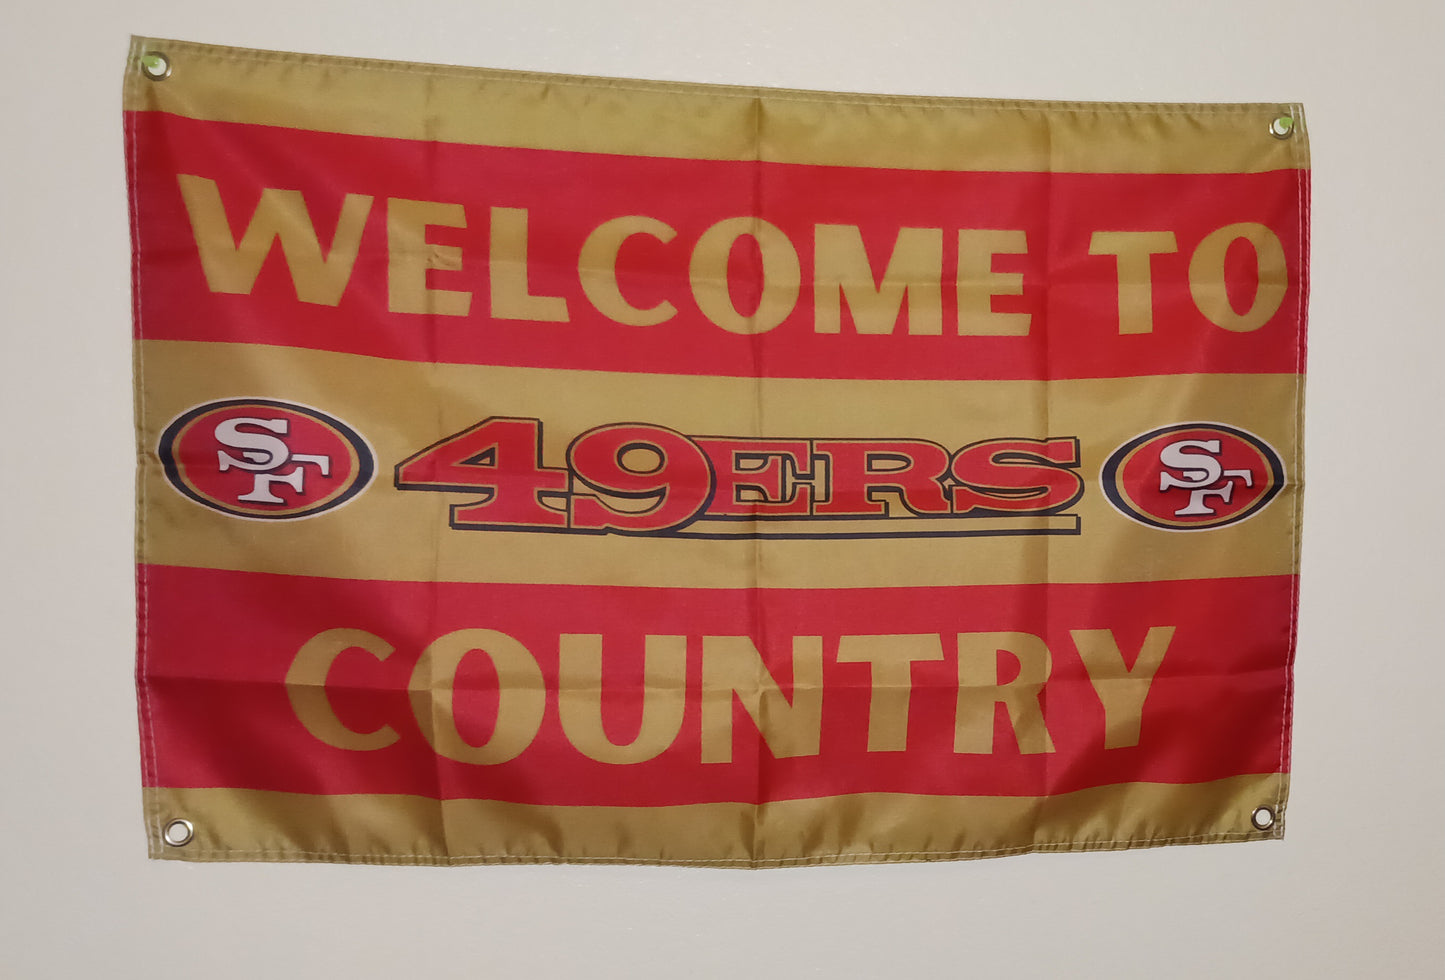 WELCOME TO
SF 49ERS SF
COUNTRY